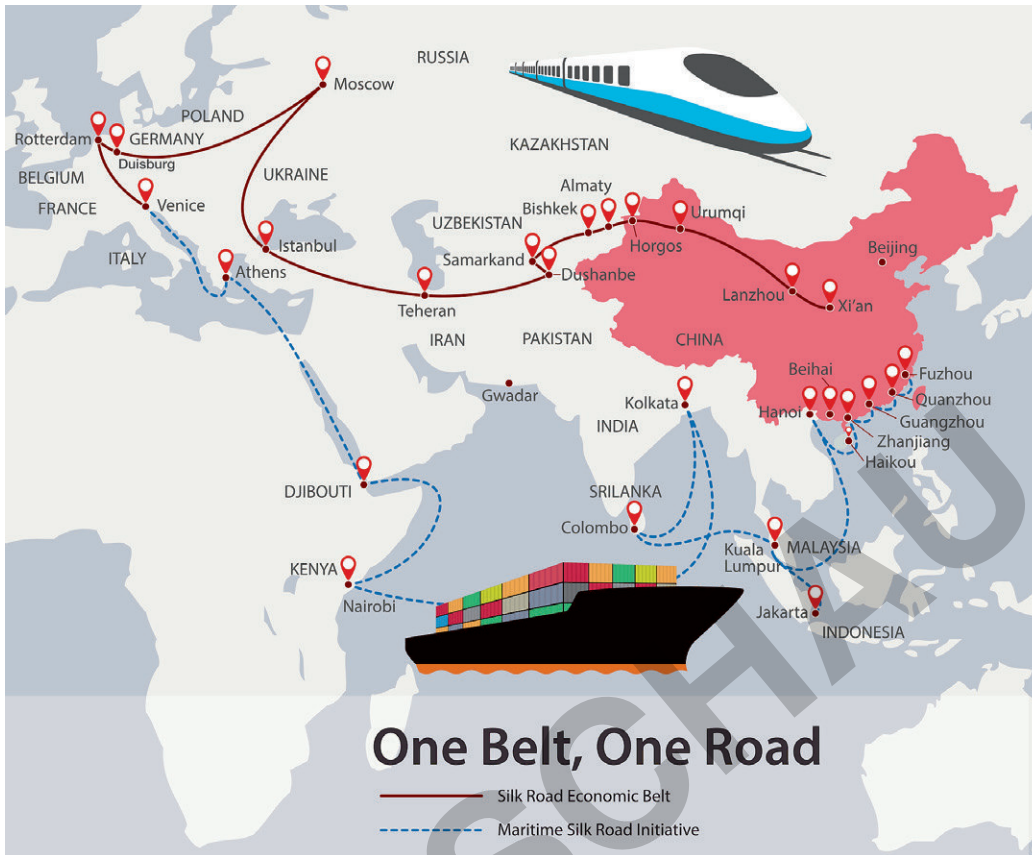 RUSSIA
Moscow
POLAND
Rotterdam
GERMANY
Duisburg
KAZAKHSTAN
BELGIUM
UKRAINE
Almaty
FRANCE
Venice
Bishkek
Urumqi
UZBEKISTAN
Istanbul
Horgos
Beijing
ITALY
Samarkand
Athens
Dushanbe
Lanzhou
Teheran
Xi'an
IRAN
PAKISTAN
CHINA
Beihai
Fuzhou
Gwadar
Kolkata
Quanzhou
Hanoi
Guangzhou
INDIA
Zhanjiang
Haikou
DJIBOUTI
SRILANKA
Colombo
Kuala
Lumpur
MALAYSIA
KENYA
Nairobi
Jakarta
INDONESIA
One Belt, One Road
Silk Road Economic Belt
Maritime Silk Road Initiative
SCHAU